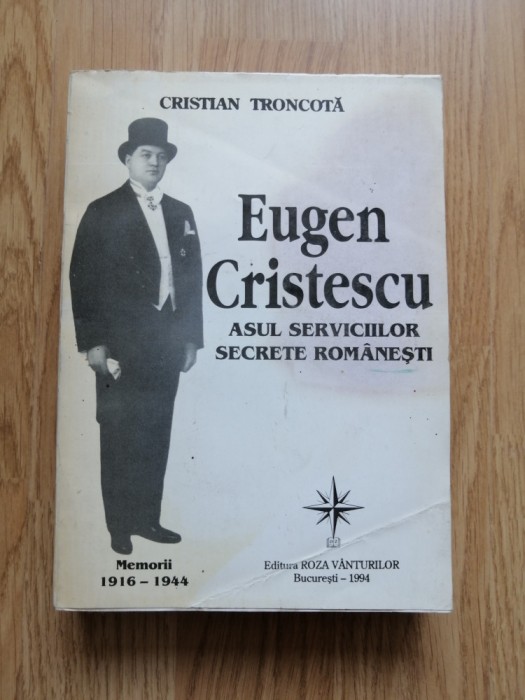 CRISTIAN TRONCOTĂ
Eugen
Cristescu
ASUL SERVICIILOR
SECRETE ROMÂNEŞTI
Memorii
1916 – 1944
Editura ROZA VÂNTURILOR
Bucureşti – 1994